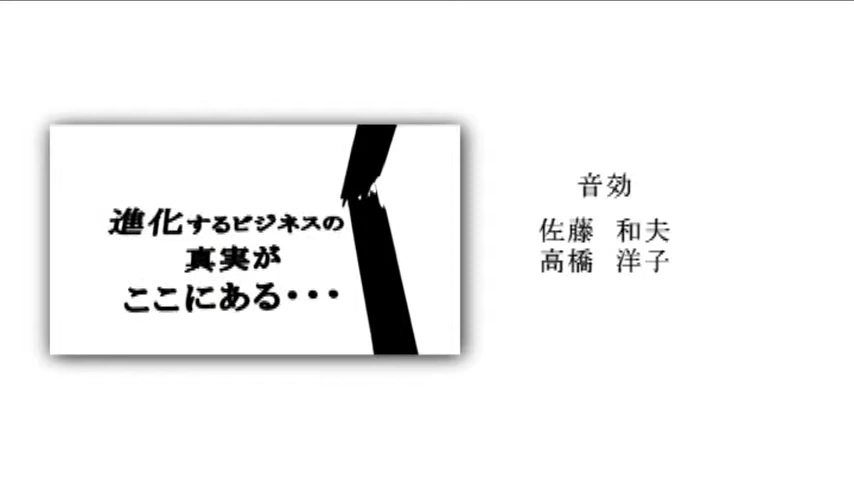 進化するビジネスの
真実が
ここにある・・・
音効
佐藤 和夫
高橋 洋子